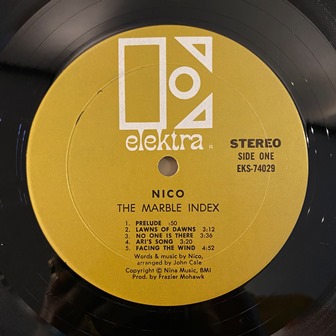 elektra ®
STEREO
SIDE ONE
EKS-74029
NICO
THE MARBLE INDEX
1. PRELUDE :50
2. LAWNS OF DAWNS 3:12
3. NO ONE IS THERE 3:36
4. ARI'S SONG 3:20
5. FACING THE WIND 4:52
Words & music by Nico,
arranged by John Cale
Copyright © Nina Music, BMI
Prod. by Frazier Mohawk